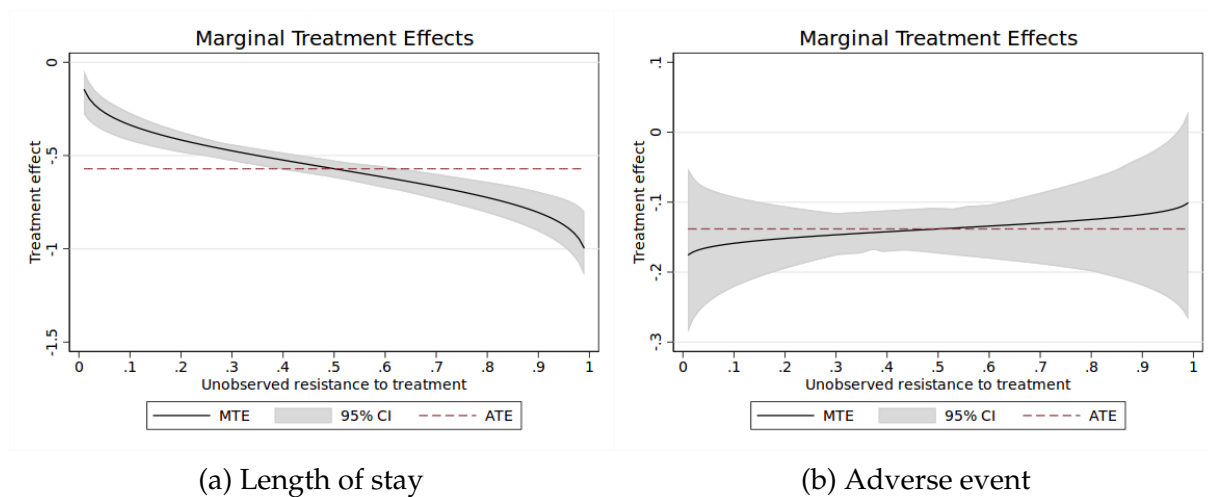 Marginal Treatment Effects
Treatment effect
0
-.5
-1
-1.5
0 .1 .2 .3 .4 .5 .6 .7 .8 .9 1
Unobserved resistance to treatment
MTE 95% CI ATE
(a) Length of stay
Marginal Treatment Effects
Treatment effect
.1
0
-.1
-.2
-.3
0 .1 .2 .3 .4 .5 .6 .7 .8 .9 1
Unobserved resistance to treatment
MTE 95% CI ATE
(b) Adverse event